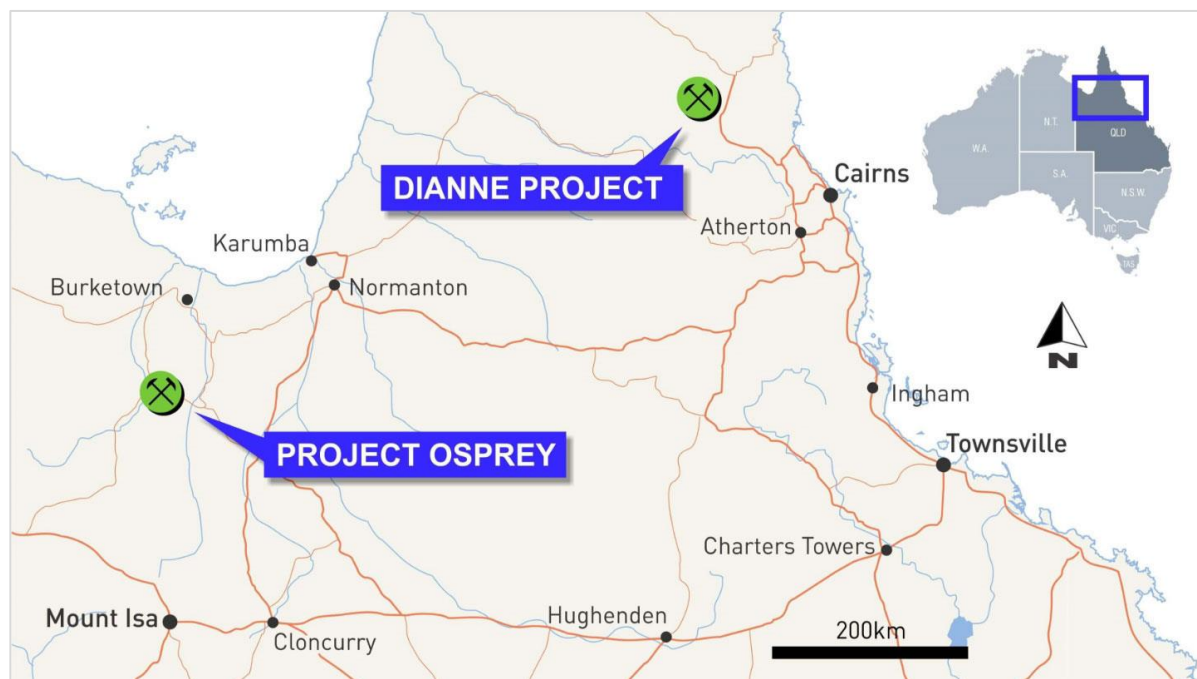 DIANNE PROJECT
Cairns
Atherton
Karumba
Burketown
Normanton
Ingham
PROJECT OSPREY
Townsville
Charters Towers
Mount Isa
Cloncurry
Hughenden
200km
N.T.
QLD
W.A.
S.A.
N.S.W.
VIC
TAS
N